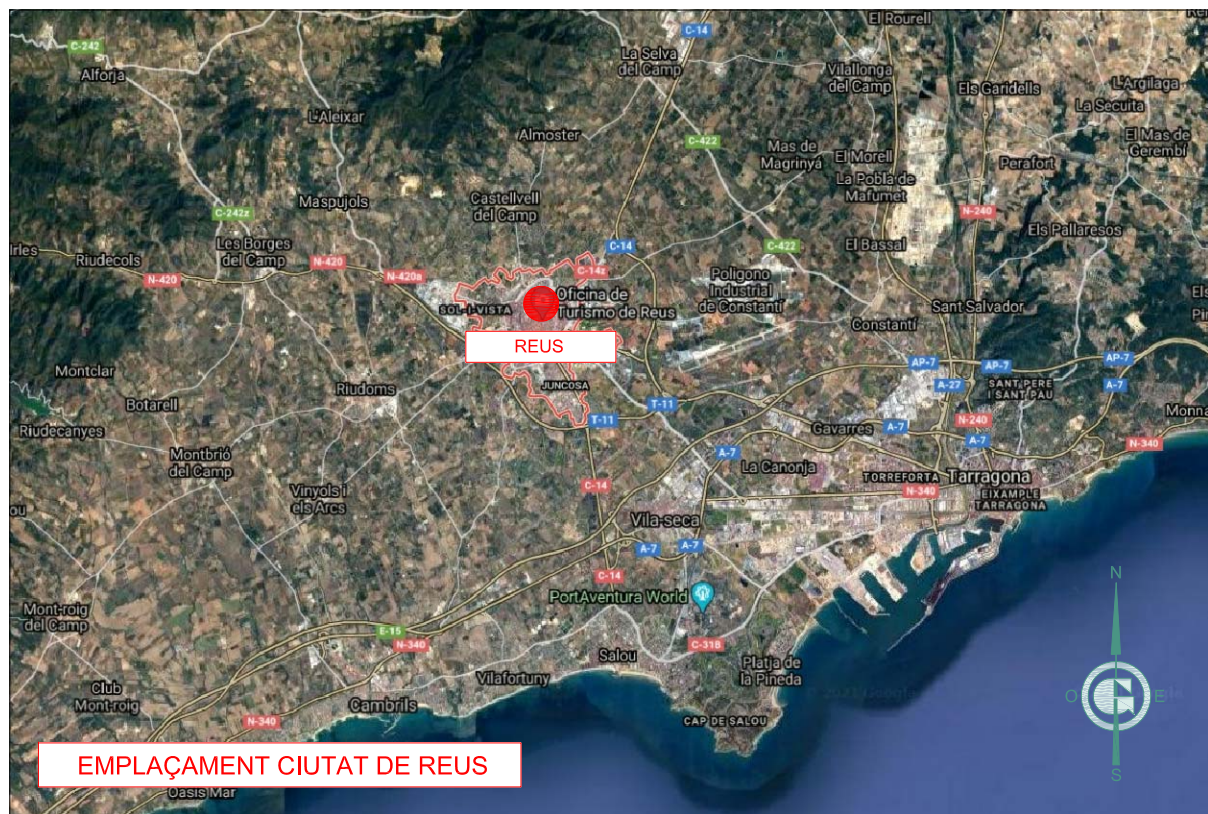 El Rourell
C-14
C-242
La Selva
del Camp
Alforja
Vilallonga
del Camp
Els Garidells
L'Argilaga
La Secuita
L'Aleixar
Almoster
C-422
Mas de
Magrinyà
El Morell
El Mas de
Gerembí
Perafort
La Pobla de
Mafumet
Castellvell
del Camp
Maspujols
C-242z
N-240
Els Pallaresos
Les Borges
del Camp
Irles
Riudecols
N-420
N-420
N-420a
C-14
C-14z
C-422
El Bassal
Poligono
Industrial
de Constantí
Oficina de
Turismo de Reus
SOL-I-VISTA
Sant Salvador
Els
Constantí
REUS
Montclar
Riudoms
JUNCOSA
AP-7
AP-7
AP-7
A-27
A-7
SANT PERE
I SANT PAU
Botarell
T-11
T-11
Riudecanyes
Gavarres
A-7
N-240
A-7
N-340
Montbrió
del Camp
A-7
La Canonja
TORREFORTA
Tarragona
N-340
EIXAMPLE
TARRAGONA
C-14
Vinyols i
els Arcs
Vila-seca
A-7
A-7
C-14
PortAventura World
N
Mont-roig
del Camp
E-15
N-340
C-31B
Salou
Platja de
la Pineda
Vilafortuny
Club
Mont-roig
Cambrils
O
E
N-340
CAP DE SALOU
EMPLAÇAMENT CIUTAT DE REUS
S
Oasis Mar